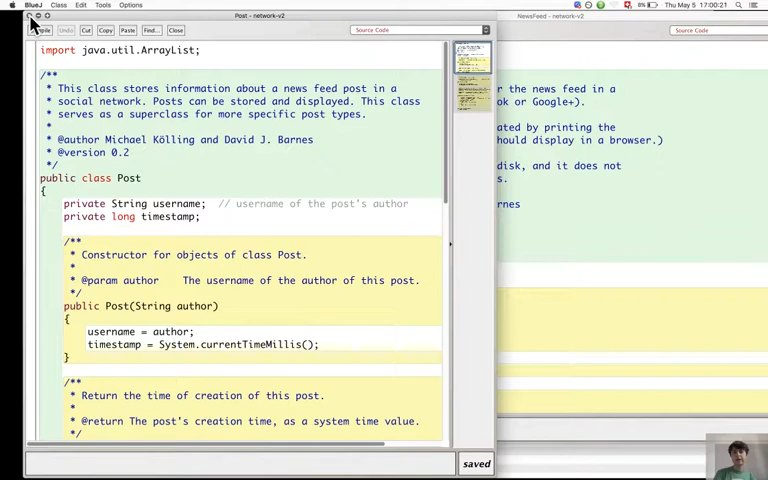 BlueJ Class Edit Tools Options
8% Thu May 5 17:00:21
Post - network-v2
NewsFeed - network-v2
Undo Cut Copy Paste Find... Close
Source Code
Source Code
import java.util.ArrayList;
/**
* This class stores information about a news feed post in a
social network. Posts can be stored and displayed. This class
serves as a superclass for more specific post types.
*
* @author Michael Kölling and David J. Barnes
* @version 0.2
*/
public class Post
{
private String username; // username of the post's author
private long timestamp;
/**
* Constructor for objects of class Post.
*
* @param author The username of the author of this post.
*/
public Post(String author)
{
username = author;
timestamp = System.currentTimeMillis();
}
/**
* Return the time of creation of this post.
*
* @return The post's creation time, as a system time value.
*/
saved
r the news feed in a
ok or Google+).
ated by printing the
hould display in a browser.)
disk, and it does not
s.
rnes